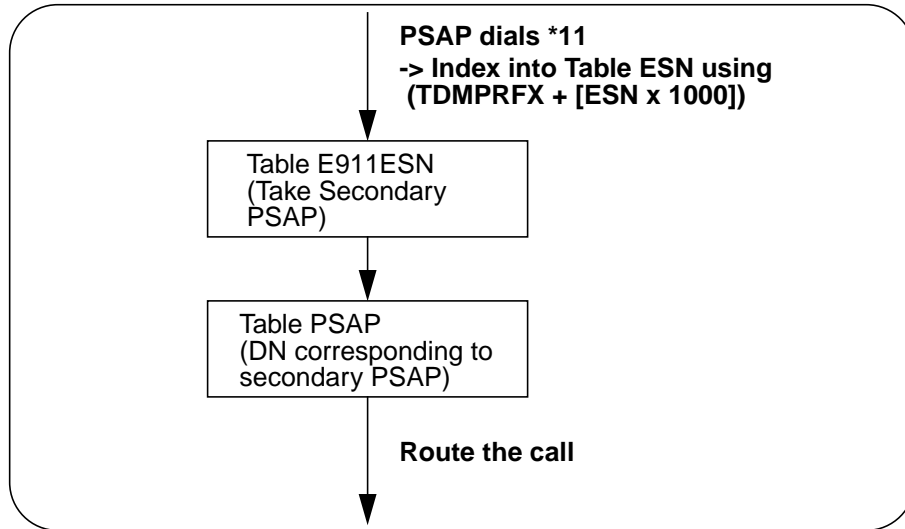 PSAP dials *11
-> Index into Table ESN using
(TDMPRFX + [ESN x 1000])
Table E911ESN
(Take Secondary
PSAP)
Table PSAP
(DN corresponding to
secondary PSAP)
Route the call